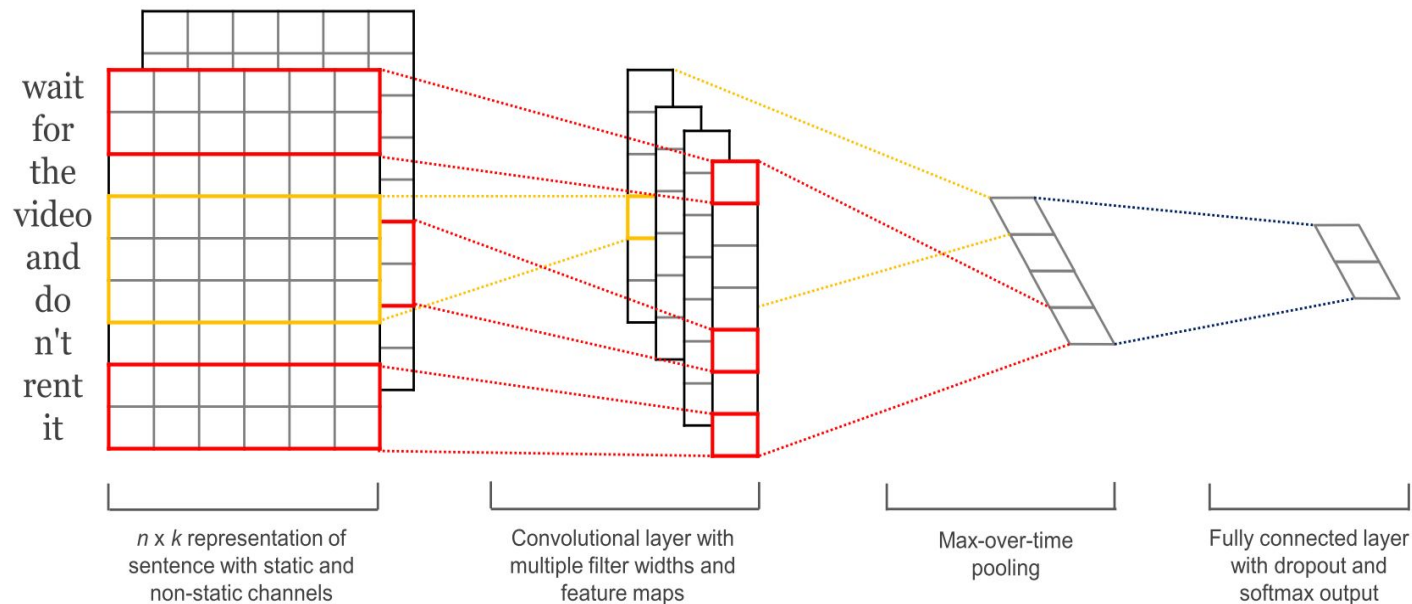 wait
for
the
video
and
do
n't
rent
it
n x k representation of
sentence with static and
non-static channels
Convolutional layer with
multiple filter widths and
feature maps
Max-over-time
pooling
Fully connected layer
with dropout and
softmax output